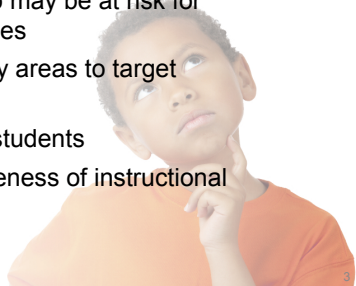 may be at risk for
es
areas to target
students
eness of instructional
3